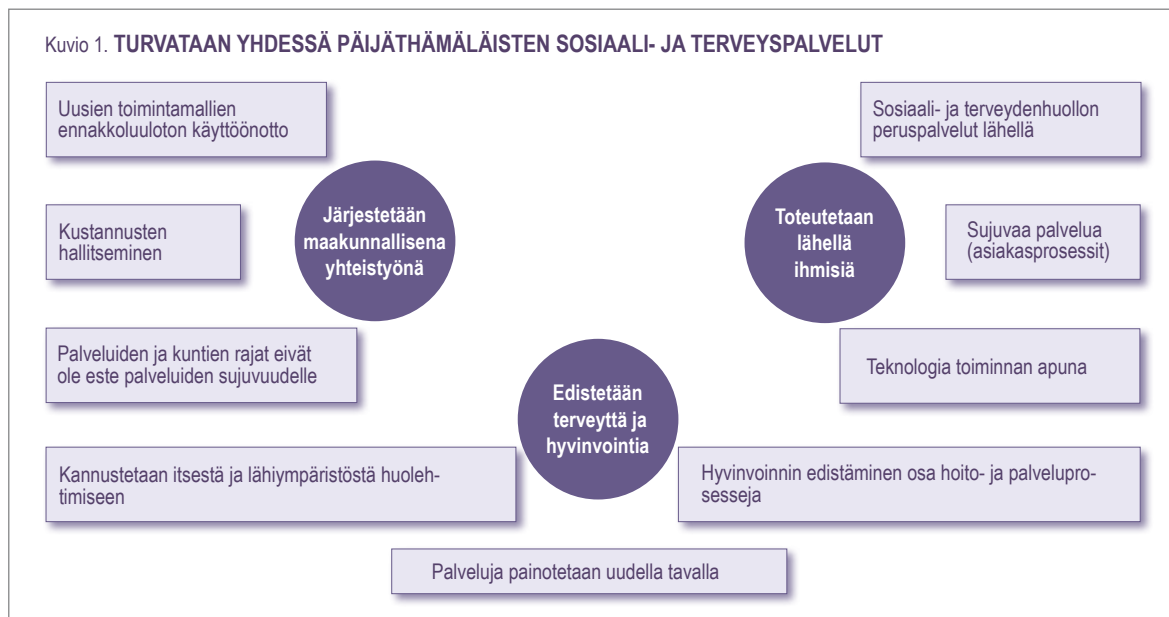 Kuvio 1. TURVATAAN YHDESSÄ PÄIJÄTHÄMÄLÄISTEN SOSIAALI- JA TERVEYSPALVELUT
Uusien toimintamallien
ennakkoluuloton käyttöönotto
Kustannusten
hallitseminen
Palveluiden ja kuntien rajat eivät
ole este palveluiden sujuvuudelle
Järjestetään
maakunnallisena
yhteistyönä
Sosiaali- ja terveydenhuollon
peruspalvelut lähellä
Toteutetaan
lähellä
ihmisiä
Sujuvaa palvelua
(asiakasprosessit)
Teknologia toiminnan apuna
Edistetään
terveyttä ja
hyvinvointia
Kannustetaan itsestä ja lähiympäristöstä huoleh-
timiseen
Hyvinvoinnin edistäminen osa hoito- ja palvelupro-
sesseja
Palveluja painotetaan uudella tavalla